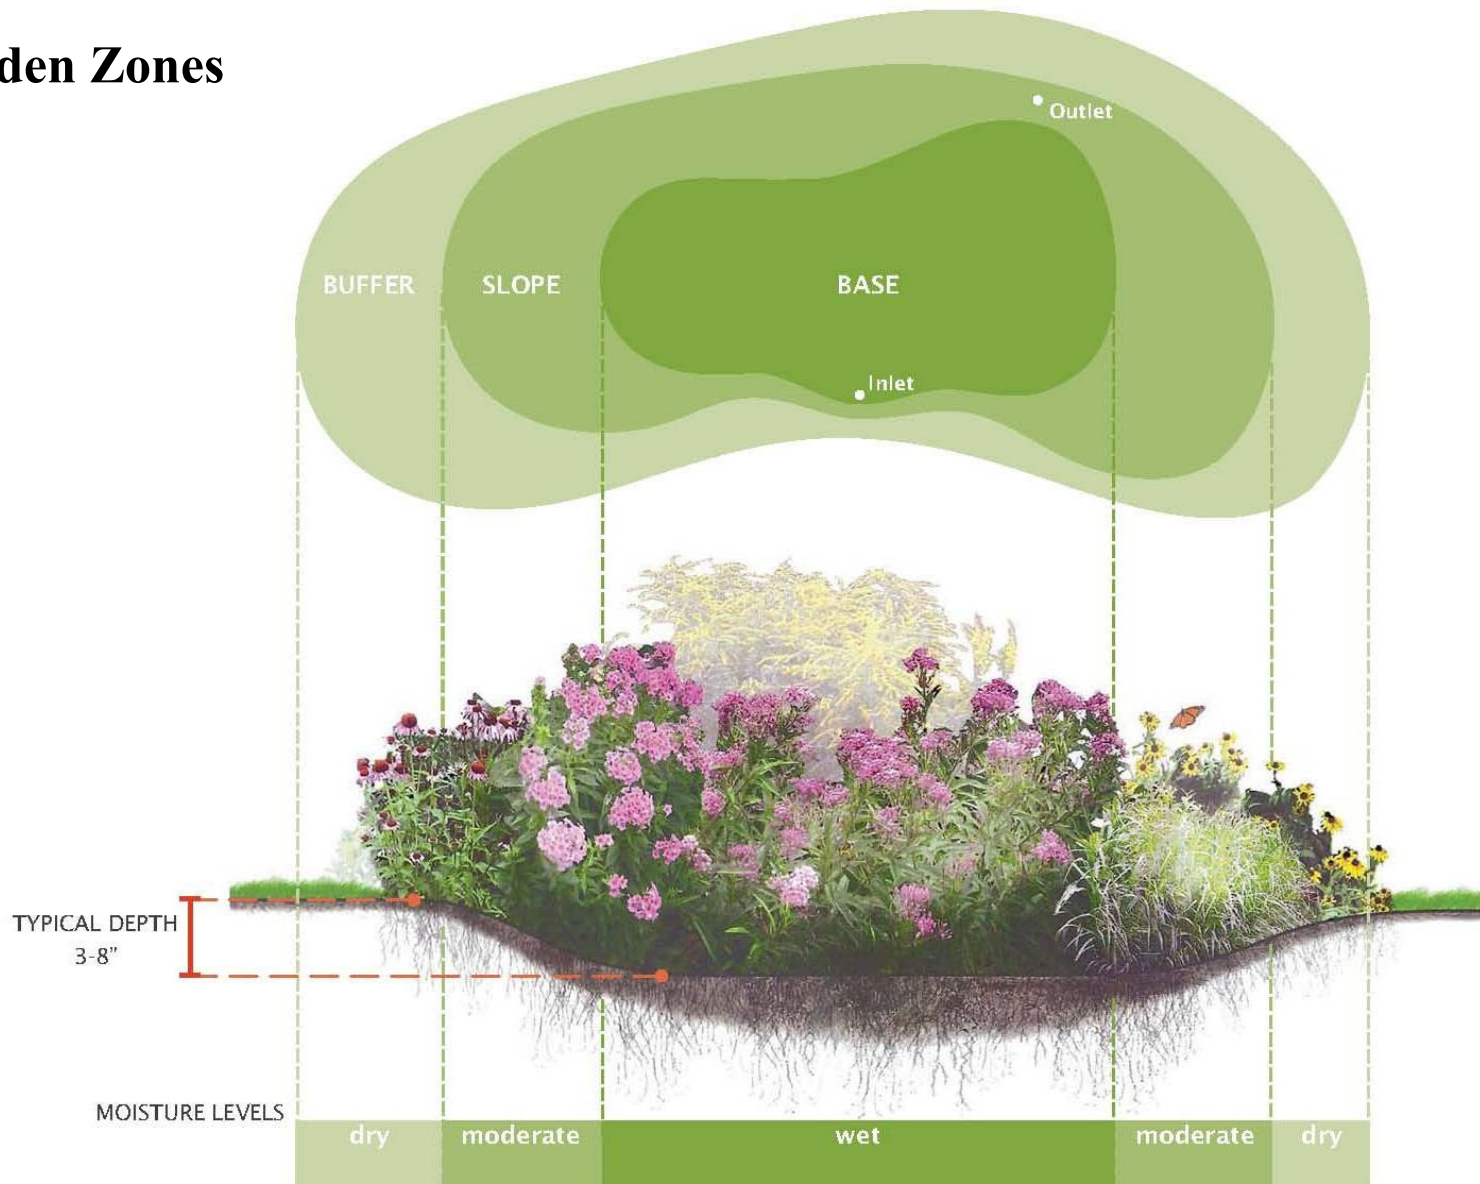 den Zones
Outlet
BUFFER
SLOPE
BASE
Inlet
TYPICAL DEPTH
3-8”
MOISTURE LEVELS
dry
moderate
wet
moderate
dry